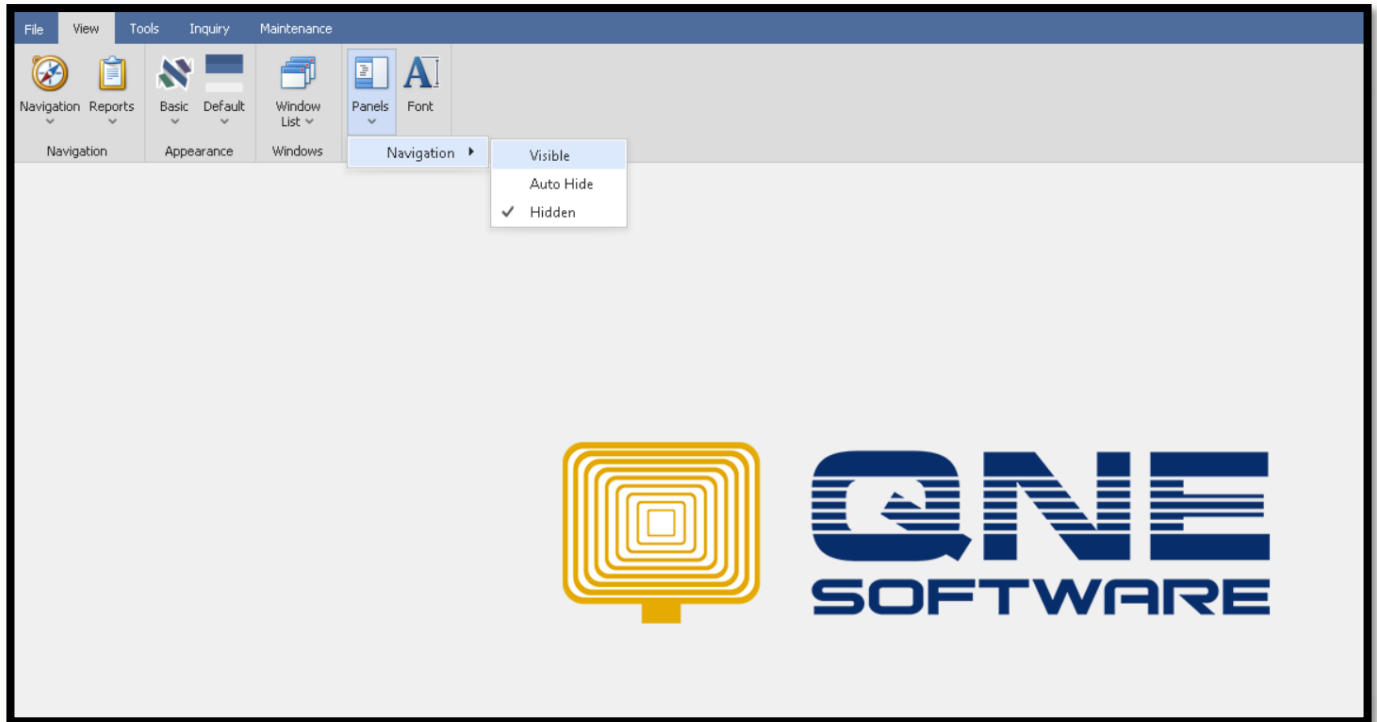 File View Tools Inquiry Maintenance
Navigation Reports Basic Default Window List Panels Font
Navigation Appearance Windows
Navigation
Visible
Auto Hide
Hidden
QNE
SOFTWARE